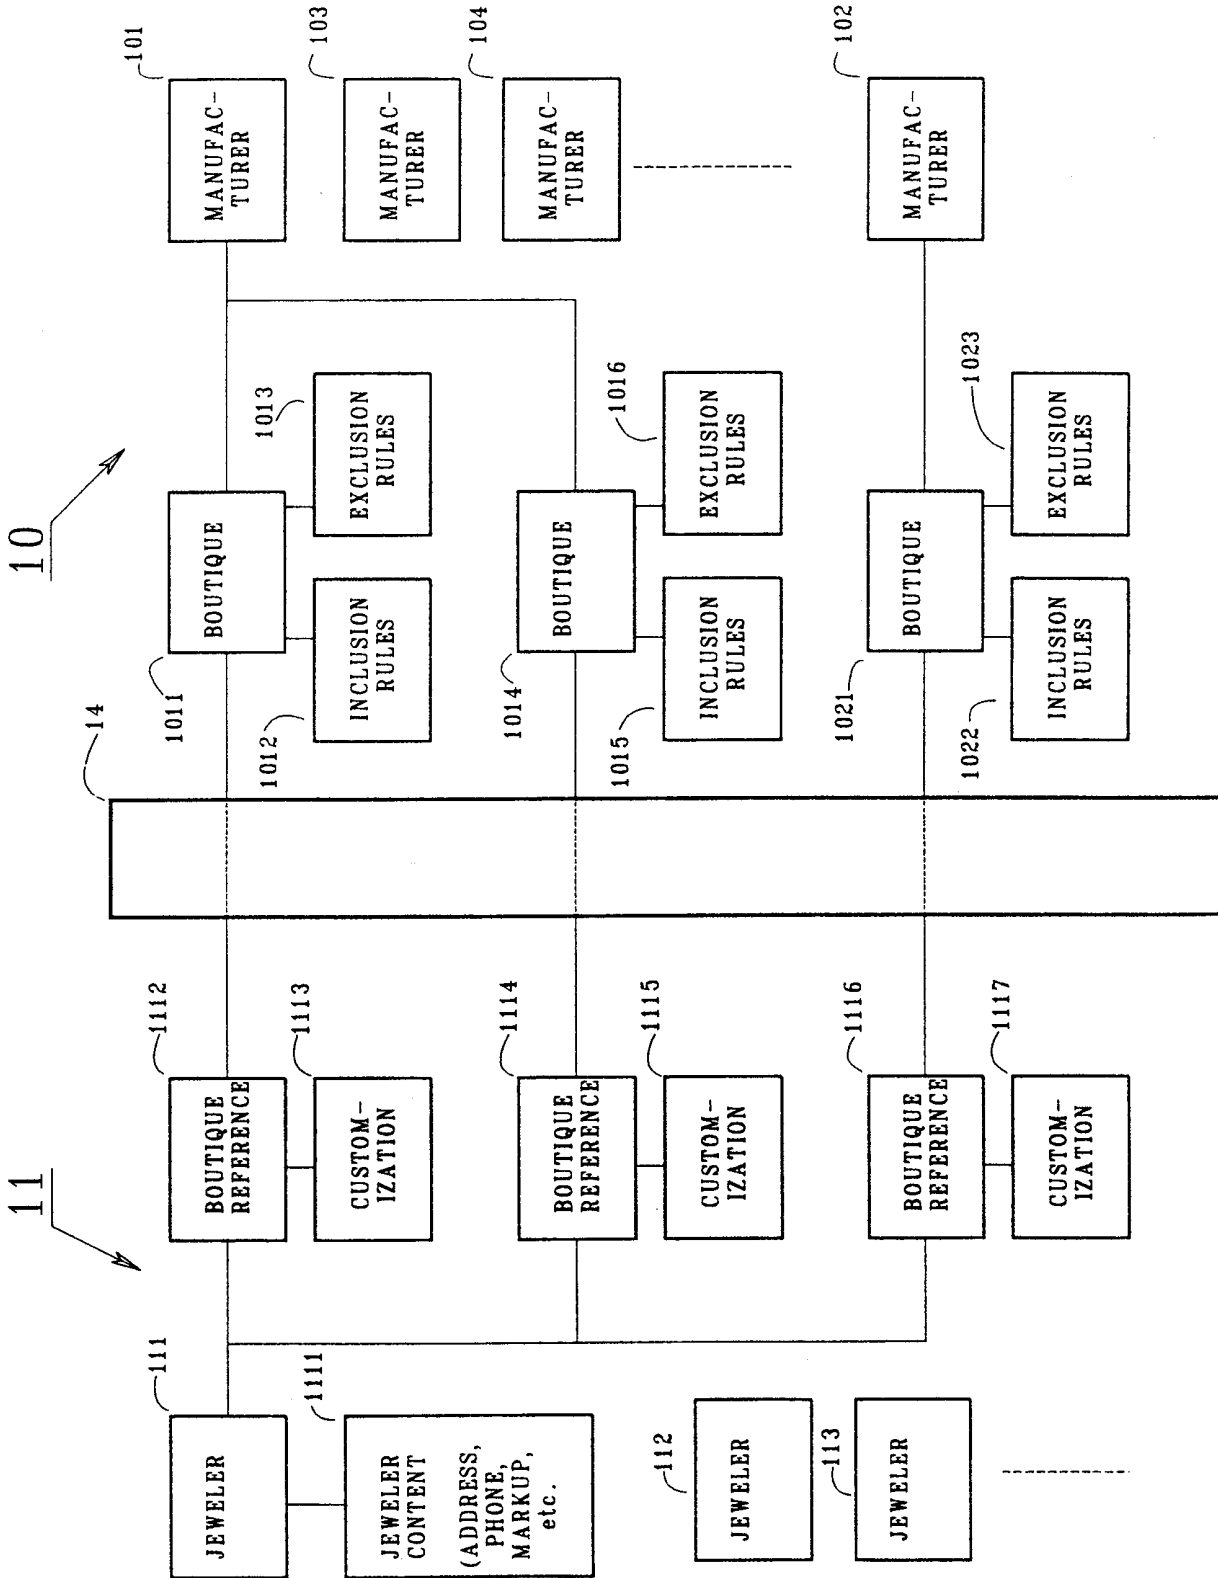 11
10
14
111
1112
1011
101
JEWELER
BOUTIQUE
REFERENCE
BOUTIQUE
MANUFAC-
TURER
1111
1113
1012
1013
103
JEWELER
CONTENT
(ADDRESS,
PHONE,
MARKUP,
etc.
CUSTOM-
IZATION
INCLUSION
RULES
EXCLUSION
RULES
MANUFAC-
TURER
1114
1014
104
BOUTIQUE
REFERENCE
BOUTIQUE
MANUFAC-
TURER
112
1115
1015
1016
JEWELER
CUSTOM-
IZATION
INCLUSION
RULES
EXCLUSION
RULES
113
1116
1021
102
JEWELER
BOUTIQUE
REFERENCE
BOUTIQUE
MANUFAC-
TURER
1117
1022
1023
CUSTOM-
IZATION
INCLUSION
RULES
EXCLUSION
RULES